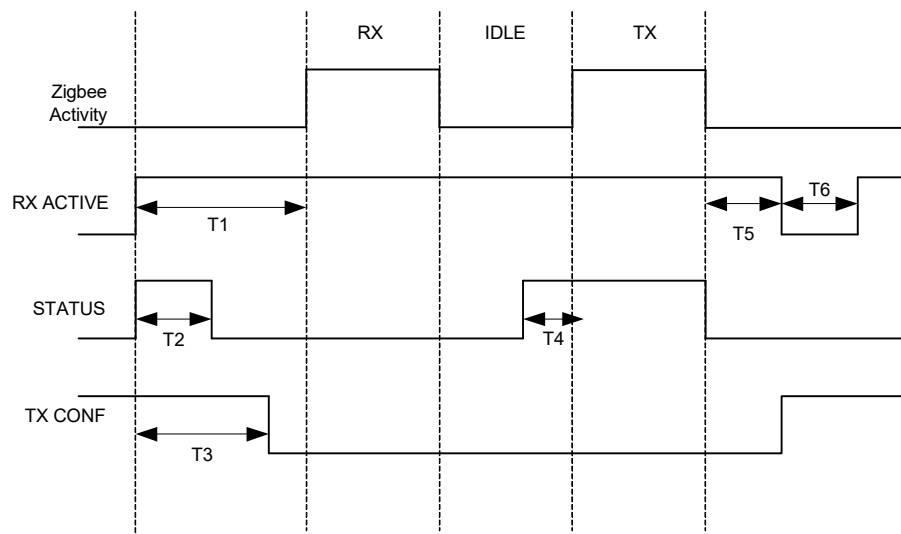 RX IDLE TX
Zigbee
Activity
RX ACTIVE
T1
T5
T6
STATUS
T2
T4
TX CONF
T3